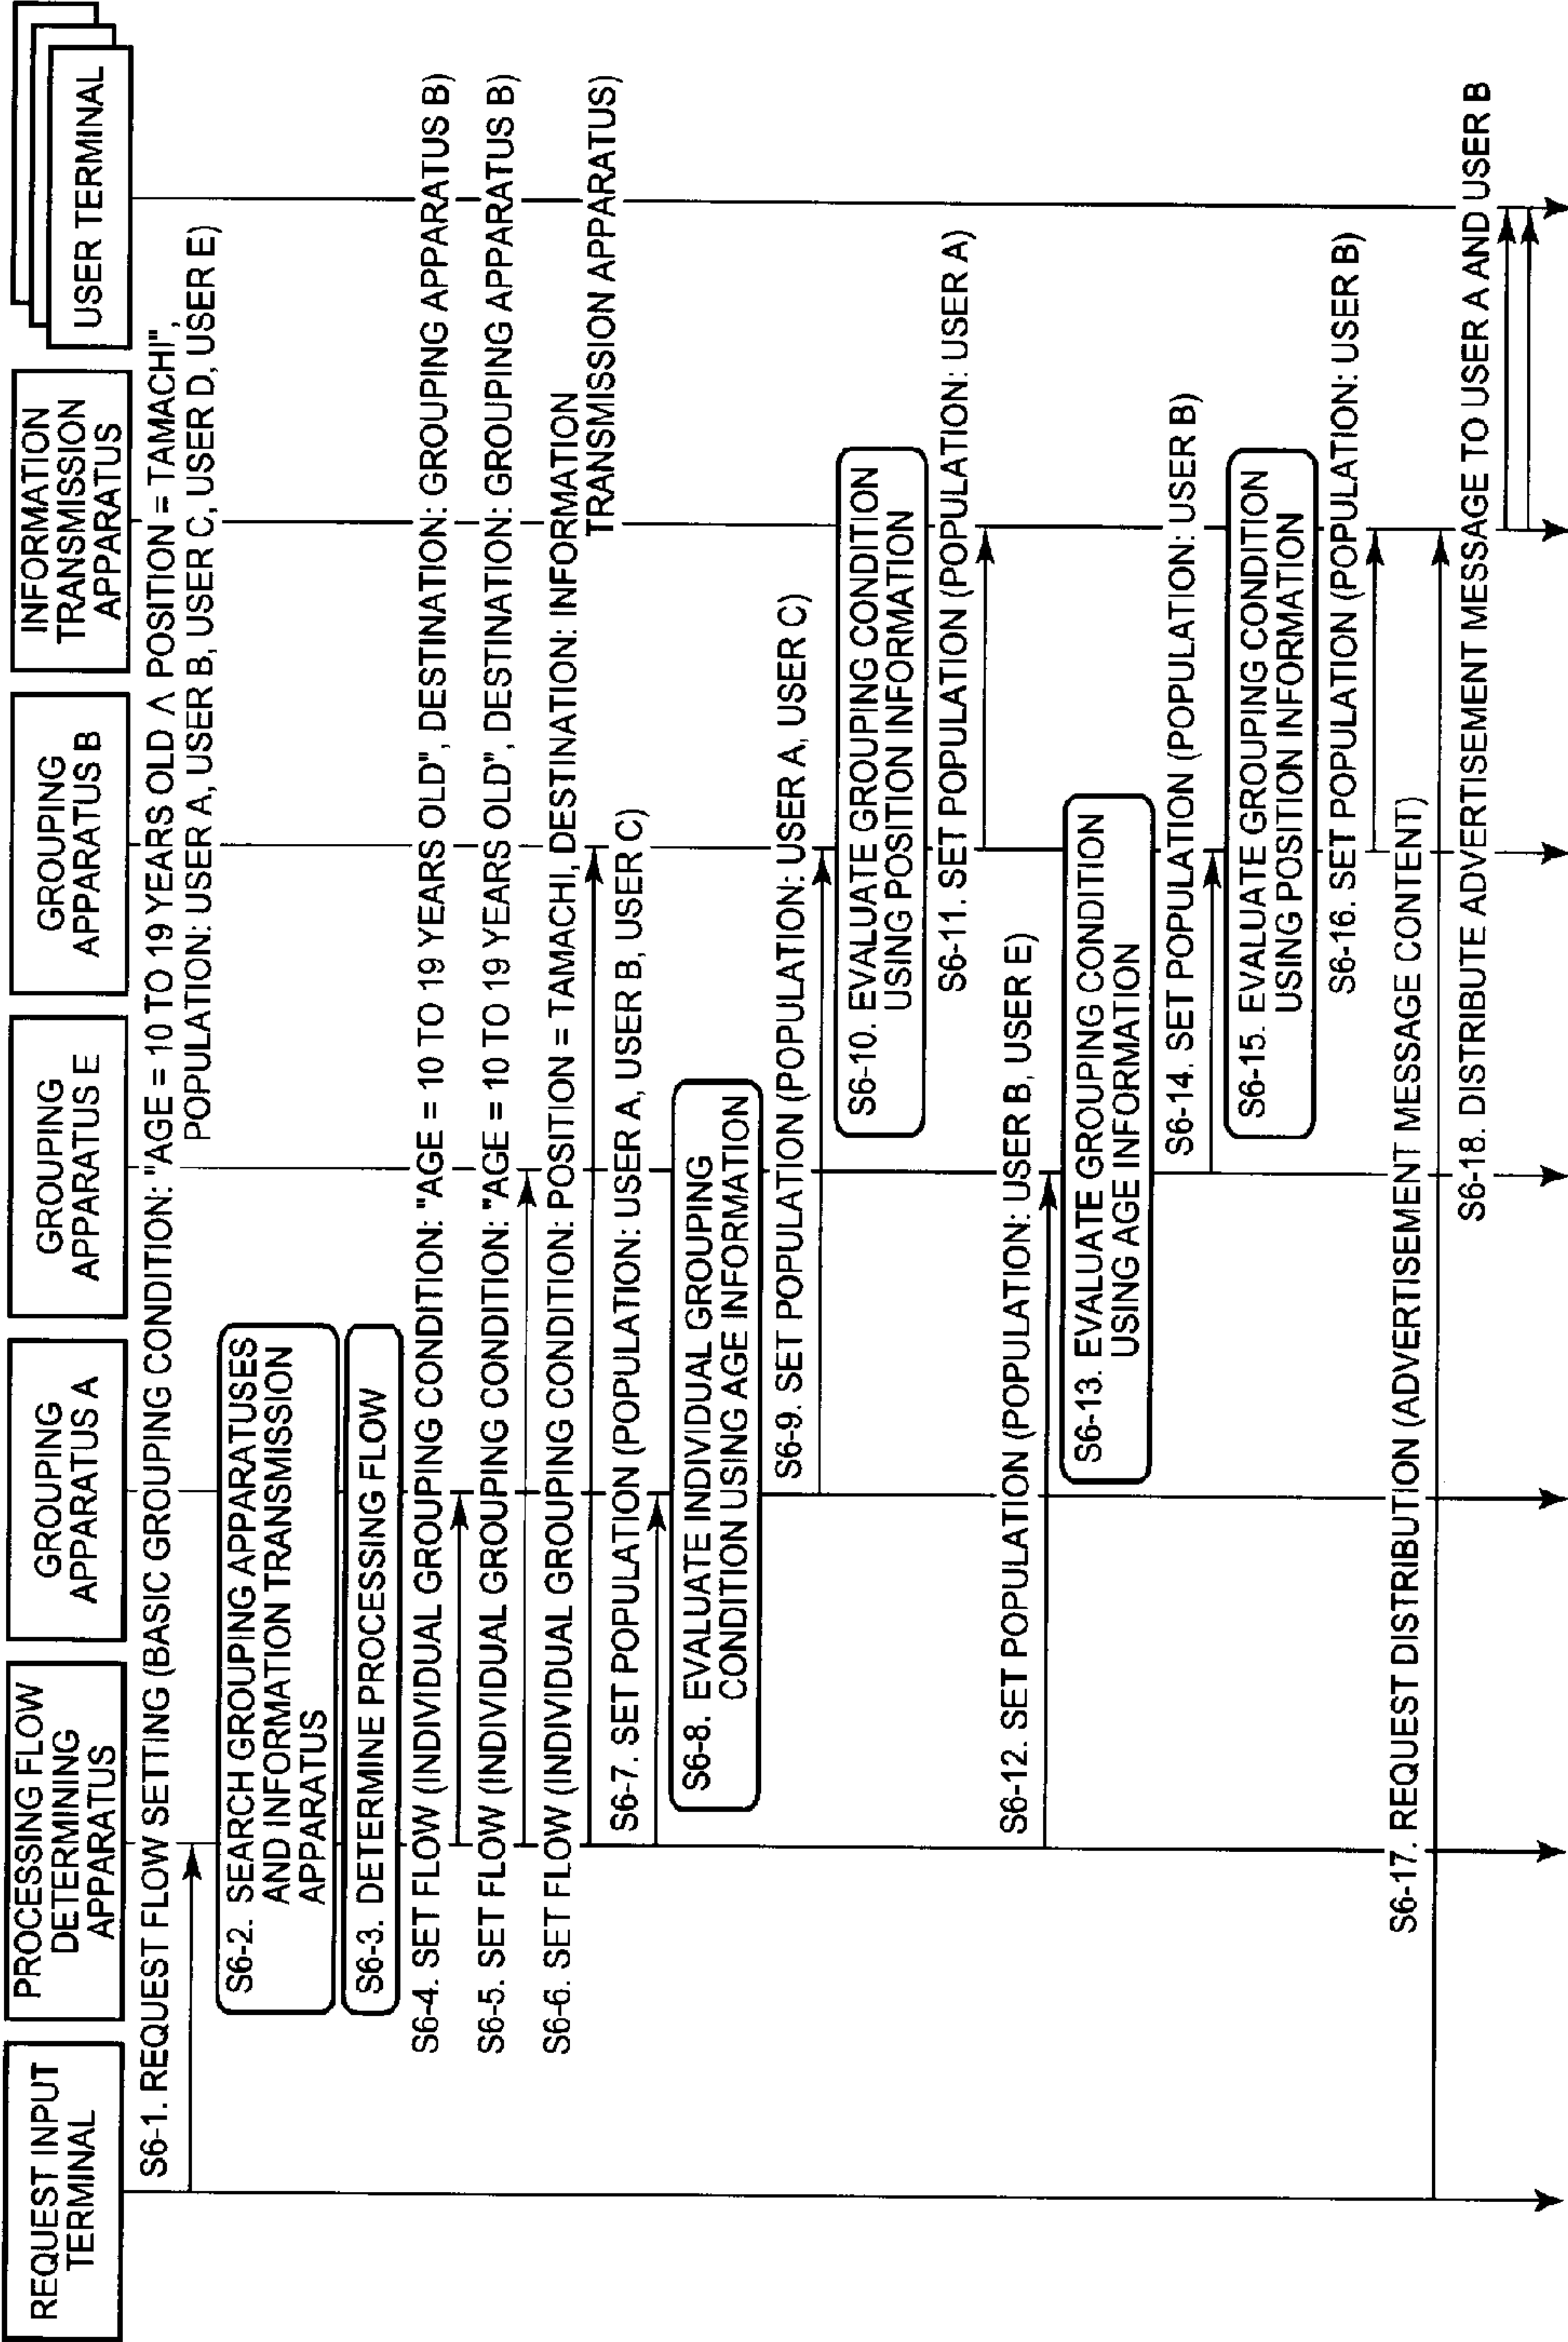 REQUEST INPUT
TERMINAL
PROCESSING FLOW
DETERMINING
APPARATUS
GROUPING
APPARATUS A
GROUPING
APPARATUS E
GROUPING
APPARATUS B
INFORMATION
TRANSMISSION
APPARATUS
USER TERMINAL
S6-1. REQUEST FLOW SETTING (BASIC GROUPING CONDITION: "AGE = 10 TO 19 YEARS OLD ∧ POSITION = TAMACHI",
POPULATION: USER A, USER B, USER C, USER D, USER E)
S6-2. SEARCH GROUPING APPARATUSES
AND INFORMATION TRANSMISSION
APPARATUS
S6-3. DETERMINE PROCESSING FLOW
S6-4. SET FLOW (INDIVIDUAL GROUPING CONDITION: "AGE = 10 TO 19 YEARS OLD", DESTINATION: GROUPING APPARATUS B)
S6-5. SET FLOW (INDIVIDUAL GROUPING CONDITION: "AGE = 10 TO 19 YEARS OLD", DESTINATION: GROUPING APPARATUS B)
S6-6. SET FLOW (INDIVIDUAL GROUPING CONDITION: POSITION = TAMACHI, DESTINATION: INFORMATION
TRANSMISSION APPARATUS)
S6-7. SET POPULATION (POPULATION: USER A, USER B, USER C)
S6-8. EVALUATE INDIVIDUAL GROUPING
CONDITION USING AGE INFORMATION
S6-9. SET POPULATION (POPULATION: USER A, USER C)
S6-10. EVALUATE GROUPING CONDITION
USING POSITION INFORMATION
S6-11. SET POPULATION (POPULATION: USER A)
S6-12. SET POPULATION (POPULATION: USER B, USER E)
S6-13. EVALUATE GROUPING CONDITION
USING AGE INFORMATION
S6-14. SET POPULATION (POPULATION: USER B)
S6-15. EVALUATE GROUPING CONDITION
USING POSITION INFORMATION
S6-16. SET POPULATION (POPULATION: USER B)
S6-17. REQUEST DISTRIBUTION (ADVERTISEMENT MESSAGE CONTENT)
S6-18. DISTRIBUTE ADVERTISEMENT MESSAGE TO USER A AND USER B